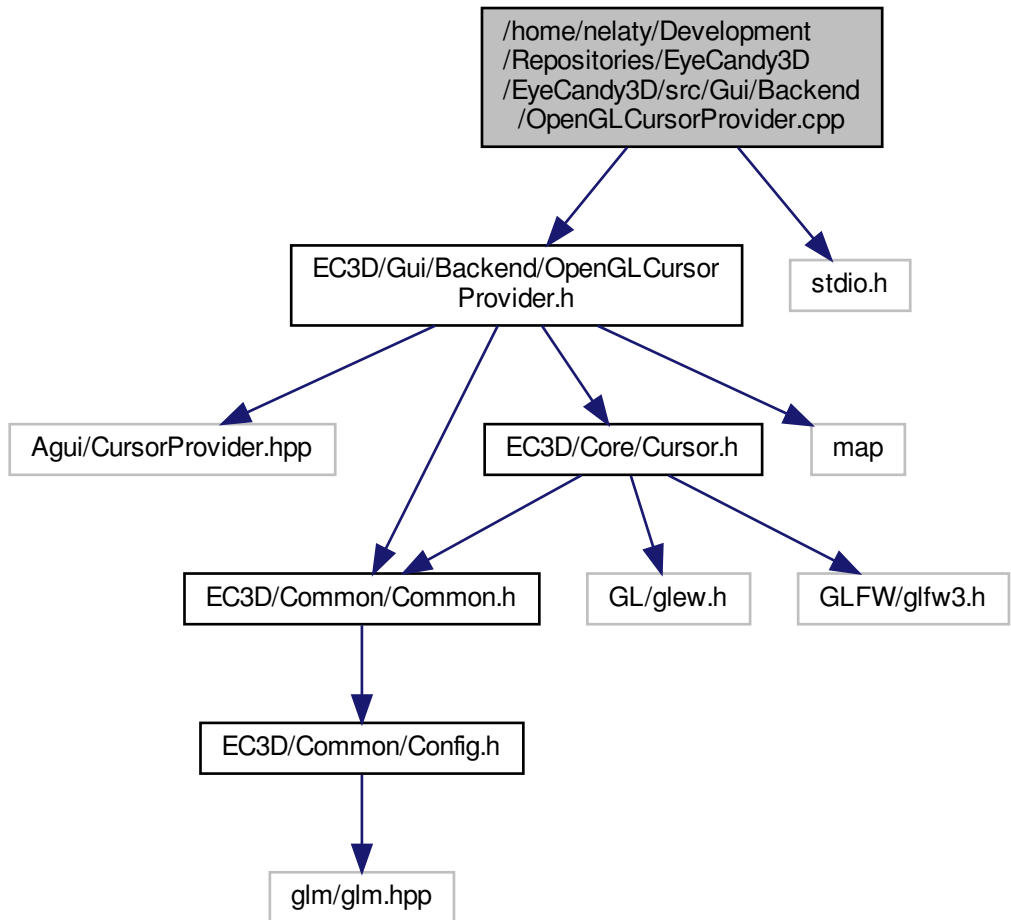 /home/nelaty/Development
/Repositories/EyeCandy3D
/EyeCandy3D/src/Gui/Backend
/OpenGLCursorProvider.cpp
EC3D/Gui/Backend/OpenGLCursor
Provider.h
stdio.h
Agui/CursorProvider.hpp
EC3D/Core/Cursor.h
map
EC3D/Common/Common.h
GL/glew.h
GLFW/glfw3.h
EC3D/Common/Config.h
glm/glm.hpp